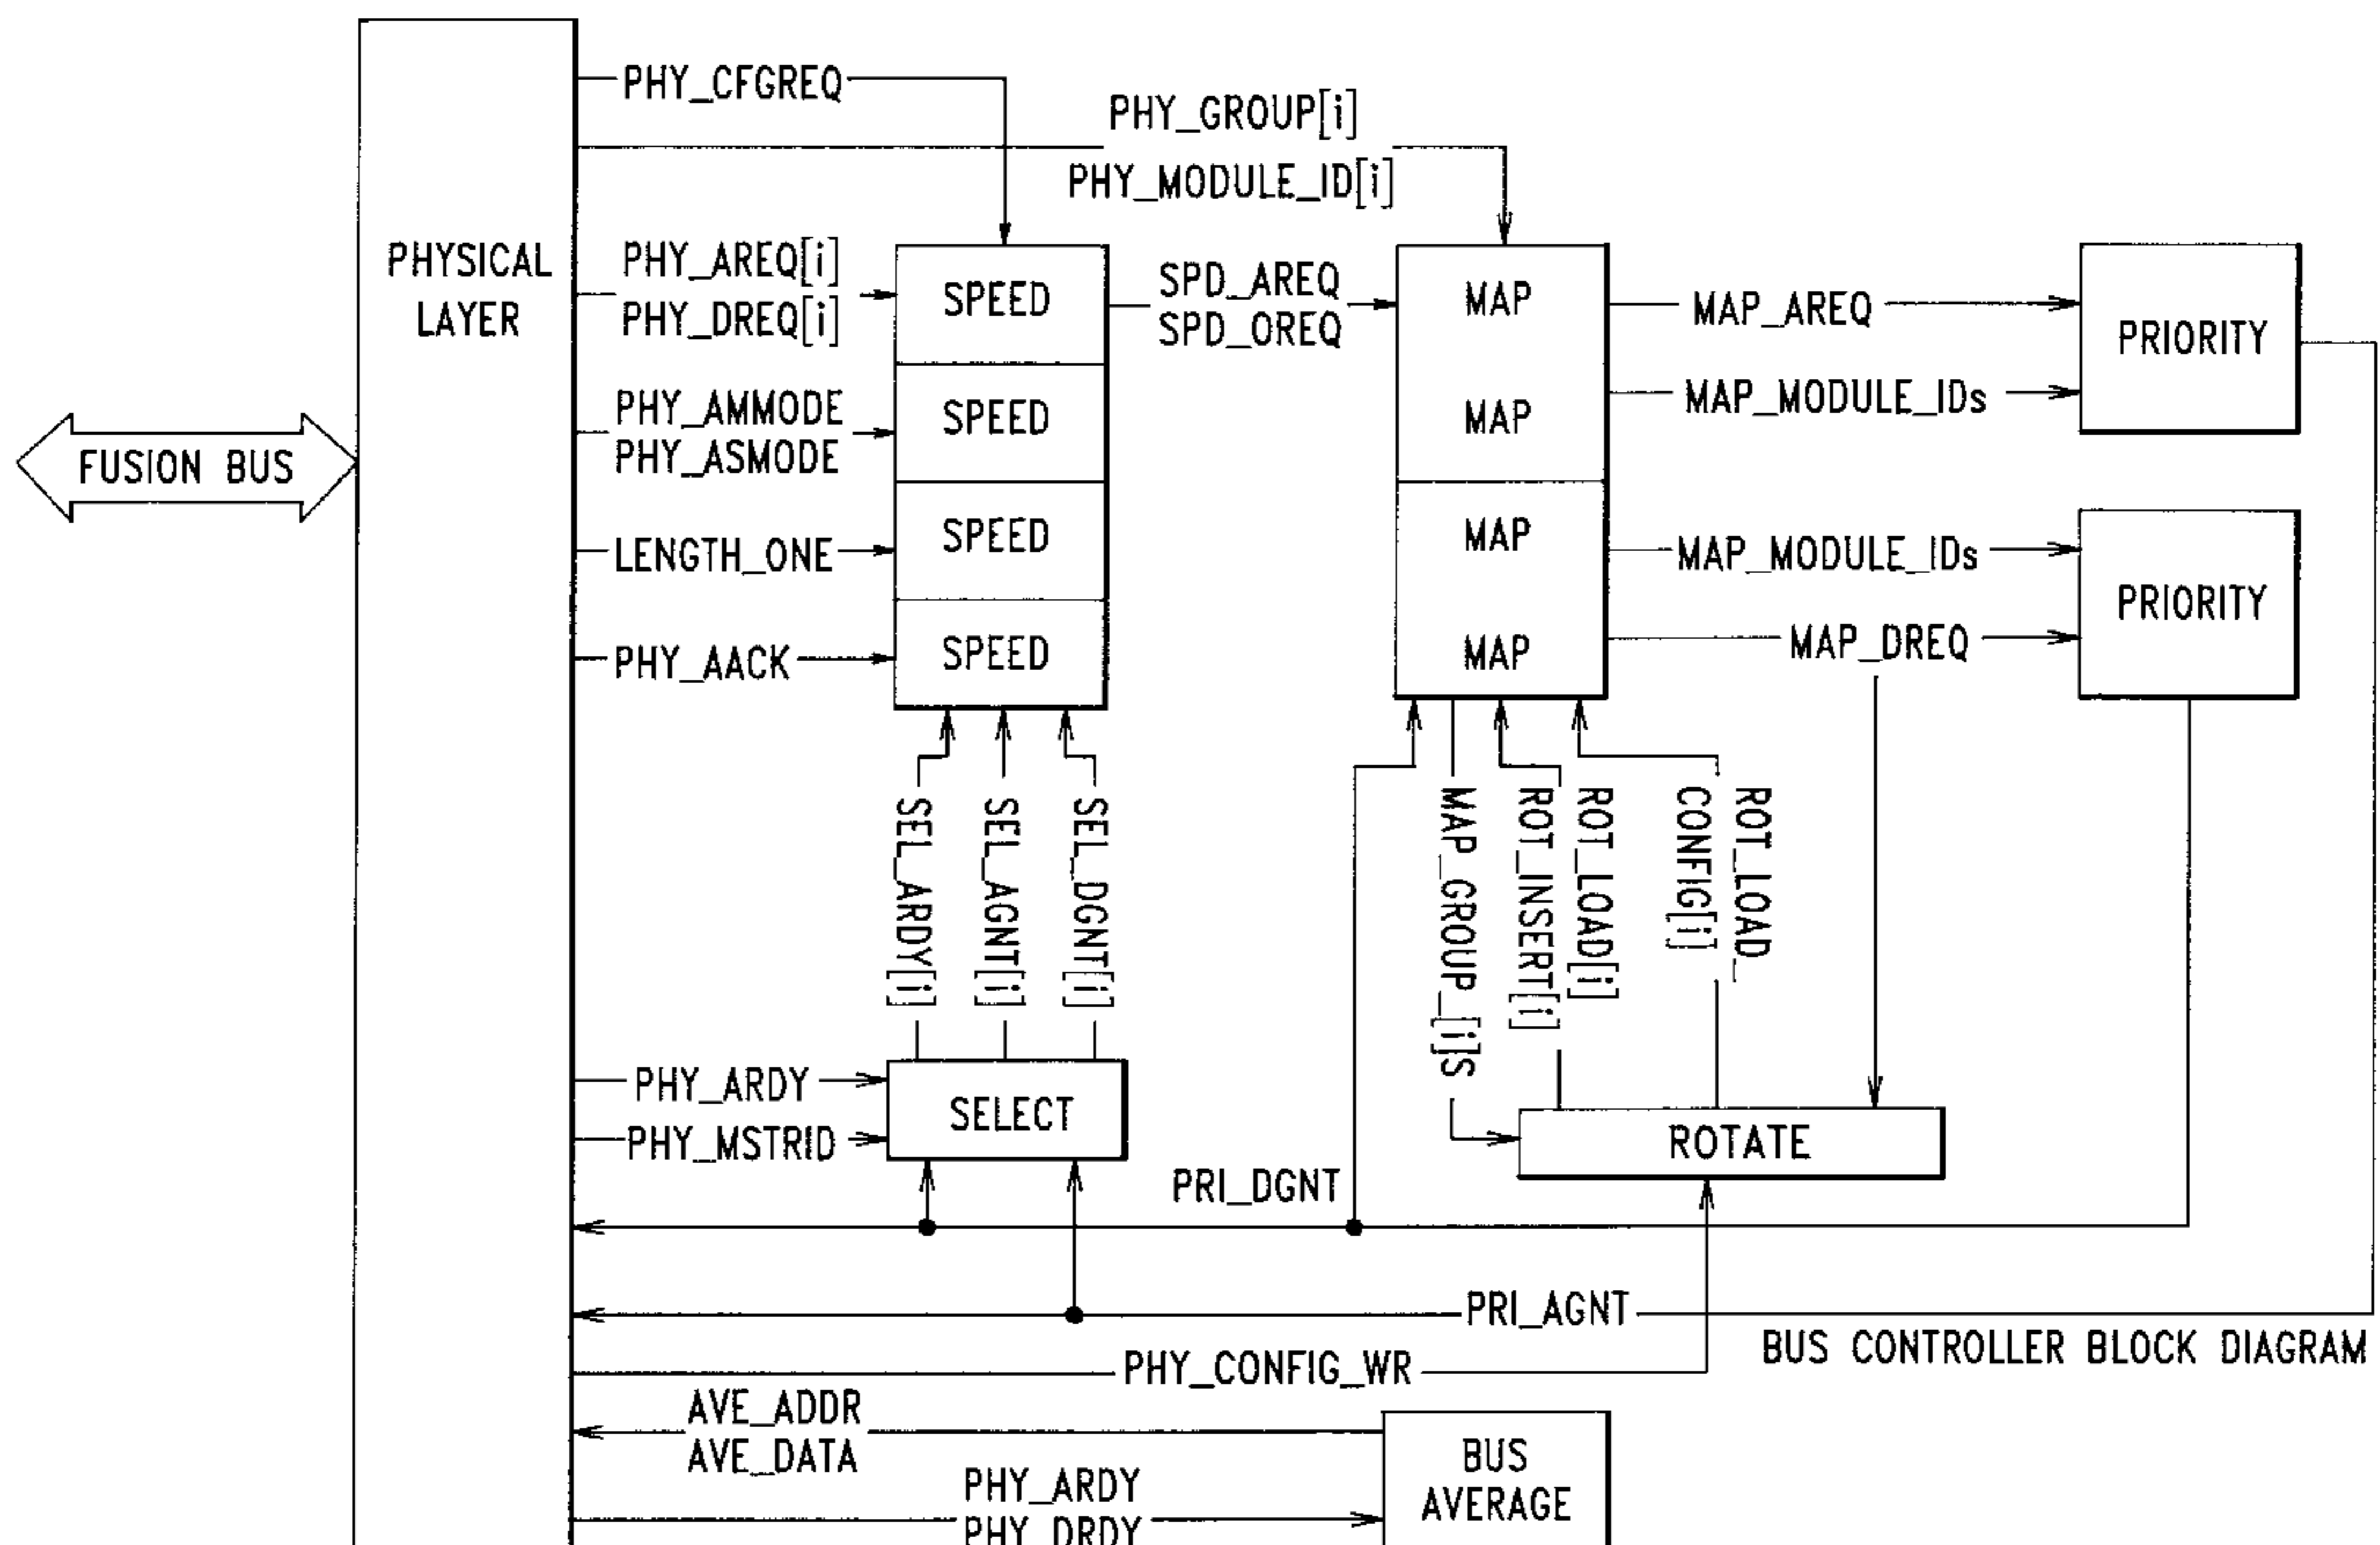 PHY_CFGREQ
PHY_GROUP[i]
PHY_MODULE_ID[i]
PHYSICAL
LAYER
PHY_AREQ[i]
PHY_DREQ[i]
SPEED
SPD_AREQ
SPD_OREQ
MAP
MAP_AREQ
PRIORITY
PHY_AMMODE
PHY_ASMODE
SPEED
MAP
MAP_MODULE_IDs
FUSION BUS
LENGTH_ONE
SPEED
MAP
MAP_MODULE_IDs
PRIORITY
PHY_AACK
SPEED
MAP
MAP_DREQ
SEL_ARDY[i]
SEL_AGNT[i]
SEL_DGNT[i]
MAP_GROUP_[i]S
ROT_INSERT[i]
ROT_LOAD[i]
ROT_LOAD_
CONFIG[i]
PHY_ARDY
PHY_MSTRID
SELECT
ROTATE
PRI_DGNT
PRI_AGNT
BUS CONTROLLER BLOCK DIAGRAM
PHY_CONFIG_WR
AVE_ADDR
AVE_DATA
BUS
AVERAGE
PHY_ARDY
PHY_DRDY